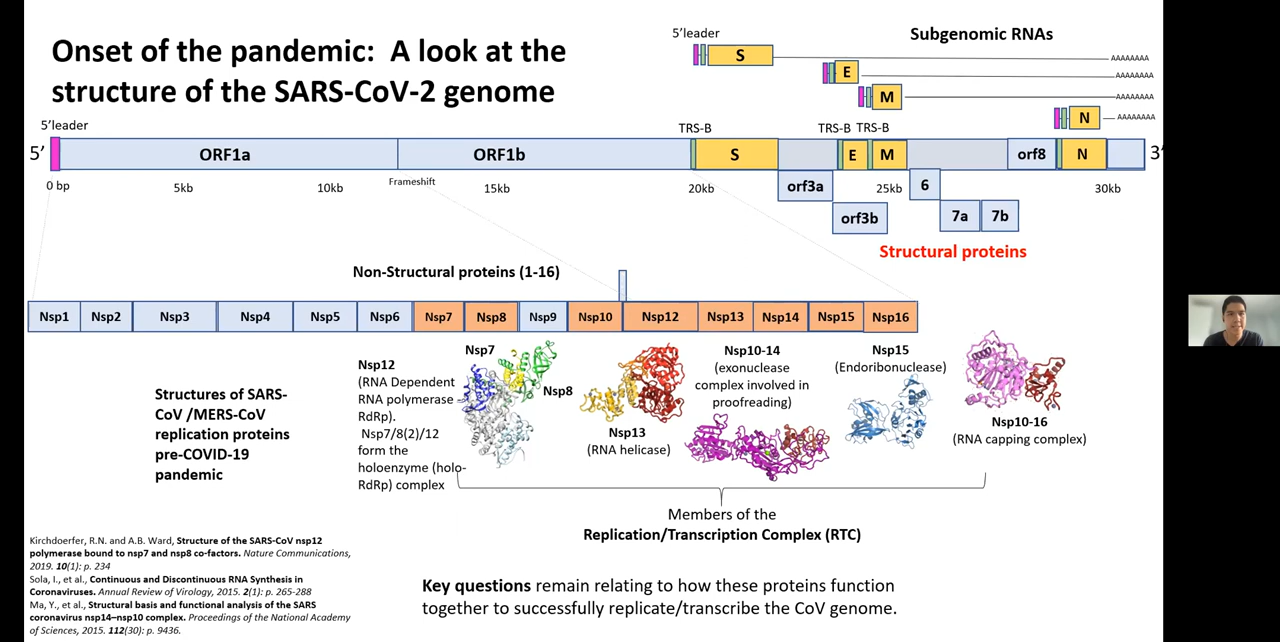 Onset of the pandemic:  A look at the
structure of the SARS-CoV-2 genome
Subgenomic RNAs
5'leader
S
AAAAAAAA
E
AAAAAAAA
M
AAAAAAAA
N
AAAAAAAA
5'leader
TRS-B
TRS-B
TRS-B
5'
ORF1a
ORF1b
S
E
M
orf8
N
3'
0 bp
5kb
10kb
Frameshift
15kb
20kb
orf3a
25kb
6
30kb
orf3b
7a
7b
Structural proteins
Non-Structural proteins (1-16)
Nsp1
Nsp2
Nsp3
Nsp4
Nsp5
Nsp6
Nsp7
Nsp8
Nsp9
Nsp10
Nsp12
Nsp13
Nsp14
Nsp15
Nsp16
Structures of SARS-
CoV /MERS-CoV
replication proteins
pre-COVID-19
pandemic
Nsp12
(RNA Dependent
RNA polymerase –
RdRp).
Nsp7/8(2)/12
form the
holoenzyme (holo-
RdRp) complex
Nsp7
Nsp8
Nsp13
(RNA helicase)
Nsp10-14
(exonuclease
complex involved in
proofreading)
Nsp15
(Endoribonuclease)
Nsp10-16
(RNA capping complex)
Members of the
Replication/Transcription Complex (RTC)
Kirchdoerfer, R.N. and A.B. Ward, Structure of the SARS-CoV nsp12
polymerase bound to nsp7 and nsp8 co-factors. Nature Communications,
2019. 10(1): p. 234
Sola, I., et al., Continuous and Discontinuous RNA Synthesis in
Coronaviruses. Annual Review of Virology, 2015. 2(1): p. 265-288
Ma, Y., et al., Structural basis and functional analysis of the SARS
coronavirus nsp14–nsp10 complex. Proceedings of the National Academy
of Sciences, 2015. 112(30): p. 9436.
Key questions remain relating to how these proteins function
together to successfully replicate/transcribe the CoV genome.